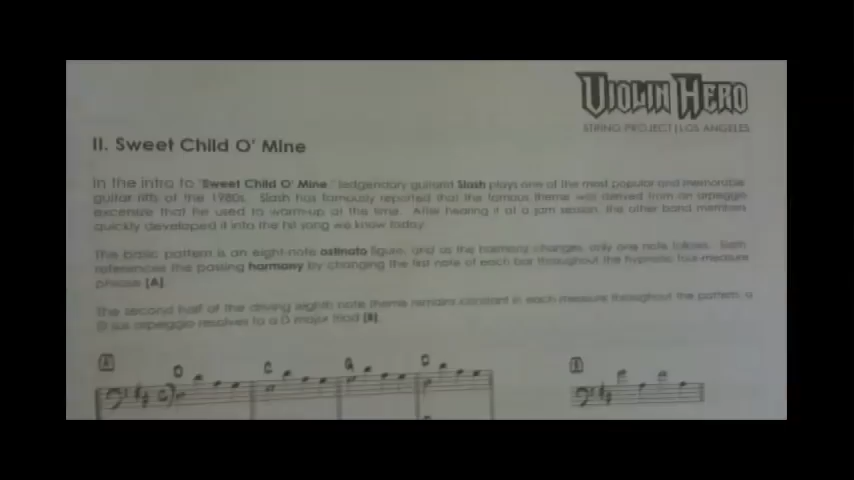 VIOLIN HERO
STRING PROJECT | LOS ANGELES
II. Sweet Child O' Mine
In the intro to "Sweet Child O' Mine," ledgendary guitarist Slash plays one of the most popular and memorable
guitar riffs of the 1980s. Slash has famously reported that the famous theme was derived from an arpeggio
excersize that he used to warm-up at the time. After hearing it at a jam session, the other band members
quickly developed it into the hit song we know today.
The basic pattern is an eight-note ostinato figure, and as the harmony changes, only one note follows. Slash
references the passing harmony by changing the first note of each bar throughout the hypnotic four-measure
phrase [A].
The second half of the driving eighth note theme remains constant in each measure throughout the pattern, a
D sus arpeggio resolves to a D major triad [B].
A D C G D B